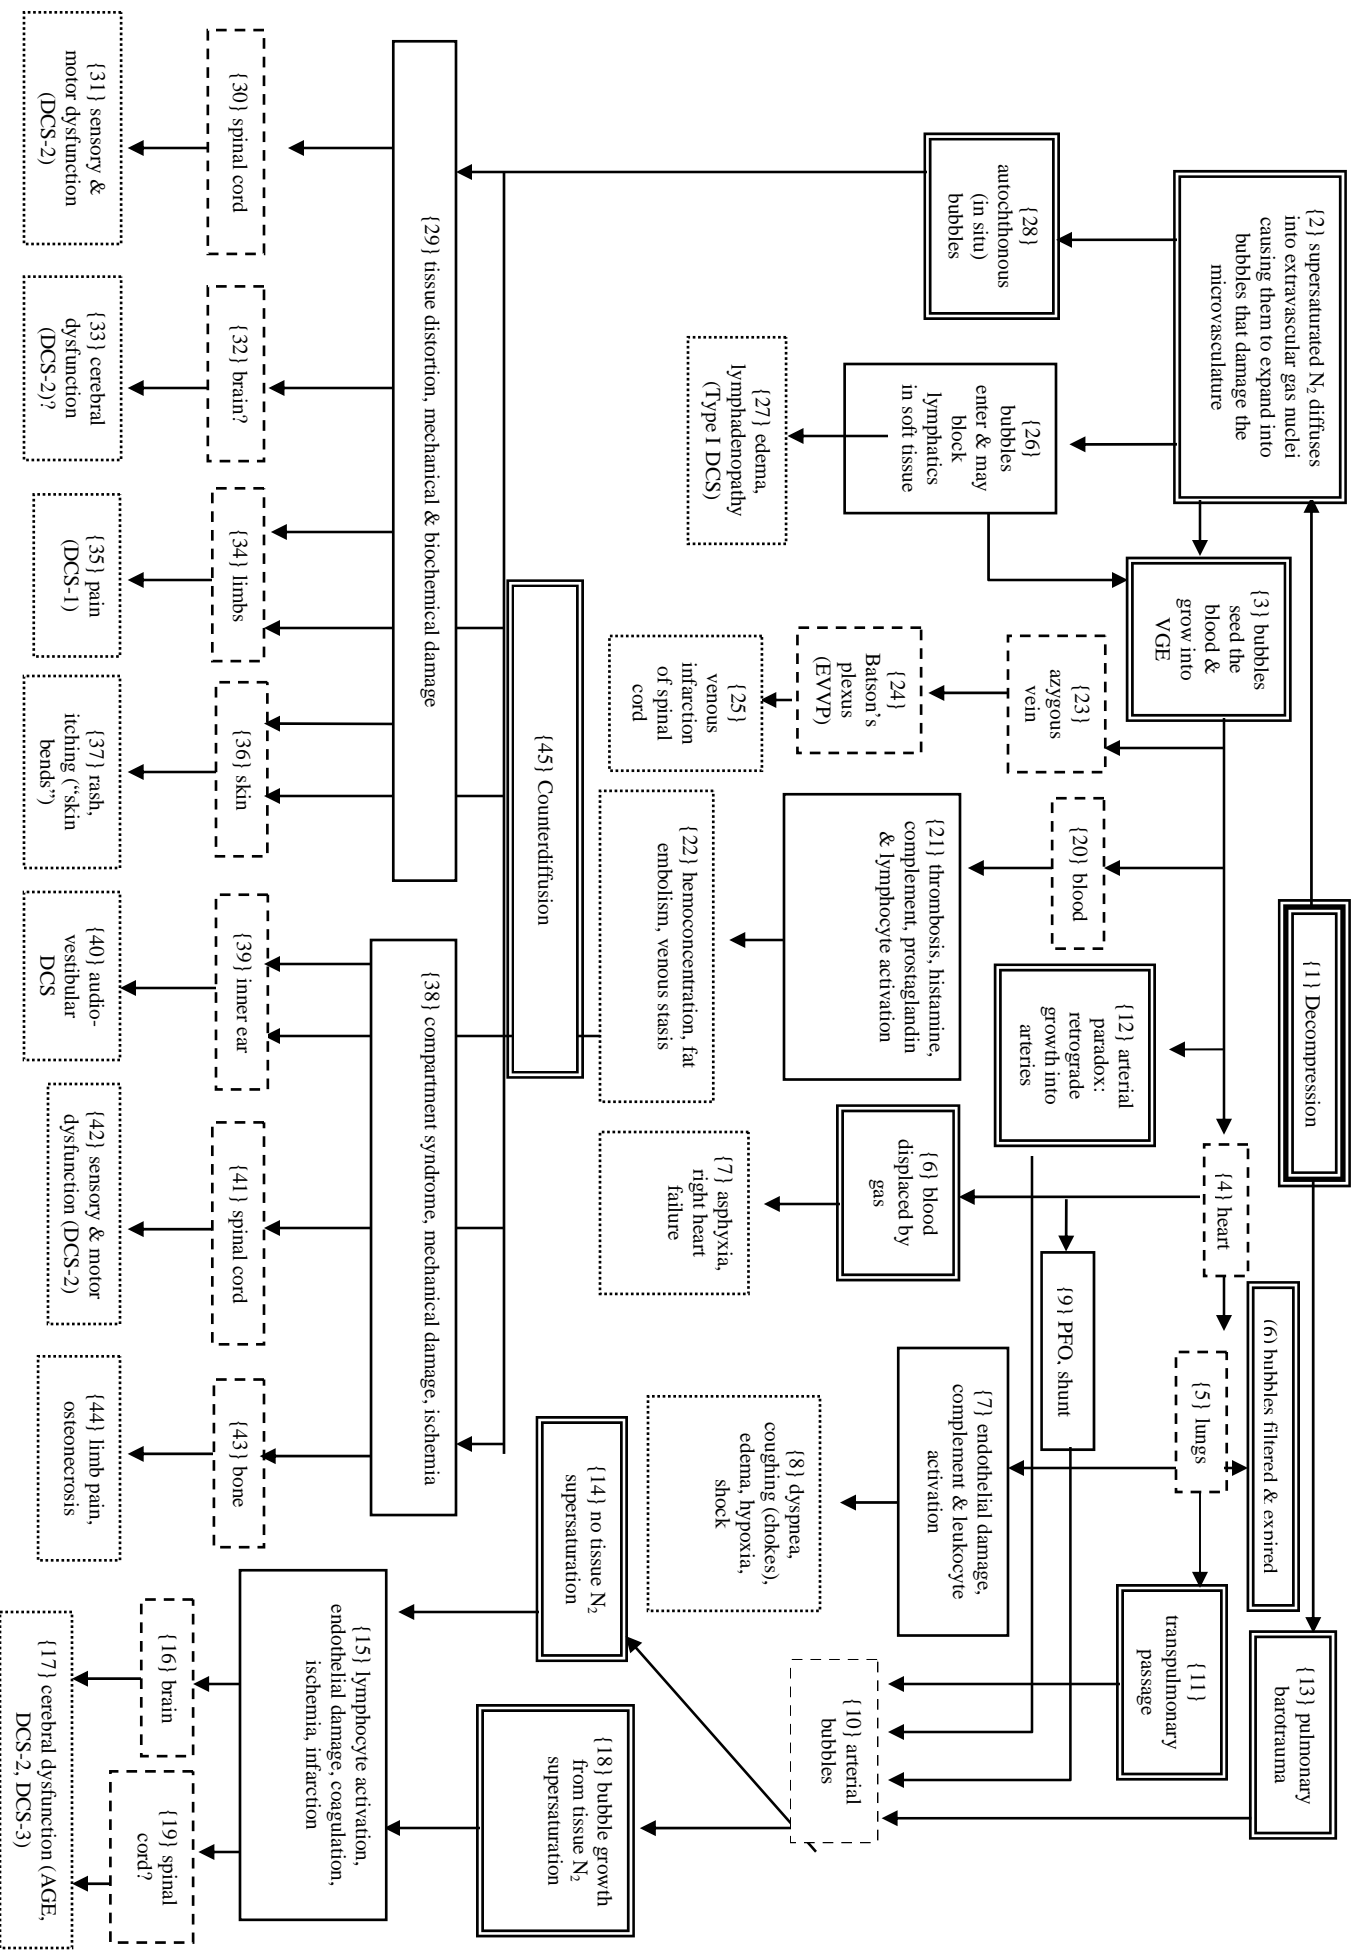 {1} Decompression
{2} supersaturated N₂ diffuses
into extravascular gas nuclei
causing them to expand into
bubbles that damage the
microvasculature
{3} bubbles
seed the
blood &
grow into
VGE
{4} heart
{5} lungs
(6) bubbles filtered & expired
{13} pulmonary
barotrauma
{28}
autochthonous
(in situ)
bubbles
{26}
bubbles
enter & may
block
lymphatics
in soft tissue
{23}
azygous
vein
{20} blood
{12} arterial
paradox:
retrograde
growth into
arteries
{9} PFO, shunt
{11}
transpulmonary
passage
{27} edema,
lymphadenopathy
(Type I DCS)
{24}
Batson's
plexus
(EVVP)
{21} thrombosis, histamine,
complement, prostaglandin
& lymphocyte activation
{6} blood
displaced by
gas
{7} endothelial damage,
complement & leukocyte
activation
{10} arterial
bubbles
{25}
venous
infarction
of spinal
cord
{22} hemoconcentration, fat
embolism, venous stasis
{7} asphyxia,
right heart
failure
{8} dyspnea,
coughing (chokes),
edema, hypoxia,
shock
{45} Counterdiffusion
{14} no tissue N₂
supersaturation
{18} bubble growth
from tissue N₂
supersaturation
{29} tissue distortion, mechanical & biochemical damage
{38} compartment syndrome, mechanical damage, ischemia
{15} lymphocyte activation,
endothelial damage, coagulation,
ischemia, infarction
{30} spinal cord
{32} brain?
{34} limbs
{36} skin
{39} inner ear
{41} spinal cord
{43} bone
{16} brain
{19} spinal
cord?
{31} sensory &
motor dysfunction
(DCS-2)
{33} cerebral
dysfunction
(DCS-2)?
{35} pain
(DCS-1)
{37} rash,
itching (“skin
bends”)
{40} audio-
vestibular
DCS
{42} sensory & motor
dysfunction (DCS-2)
{44} limb pain,
osteonecrosis
{17} cerebral dysfunction (AGE,
DCS-2, DCS-3)